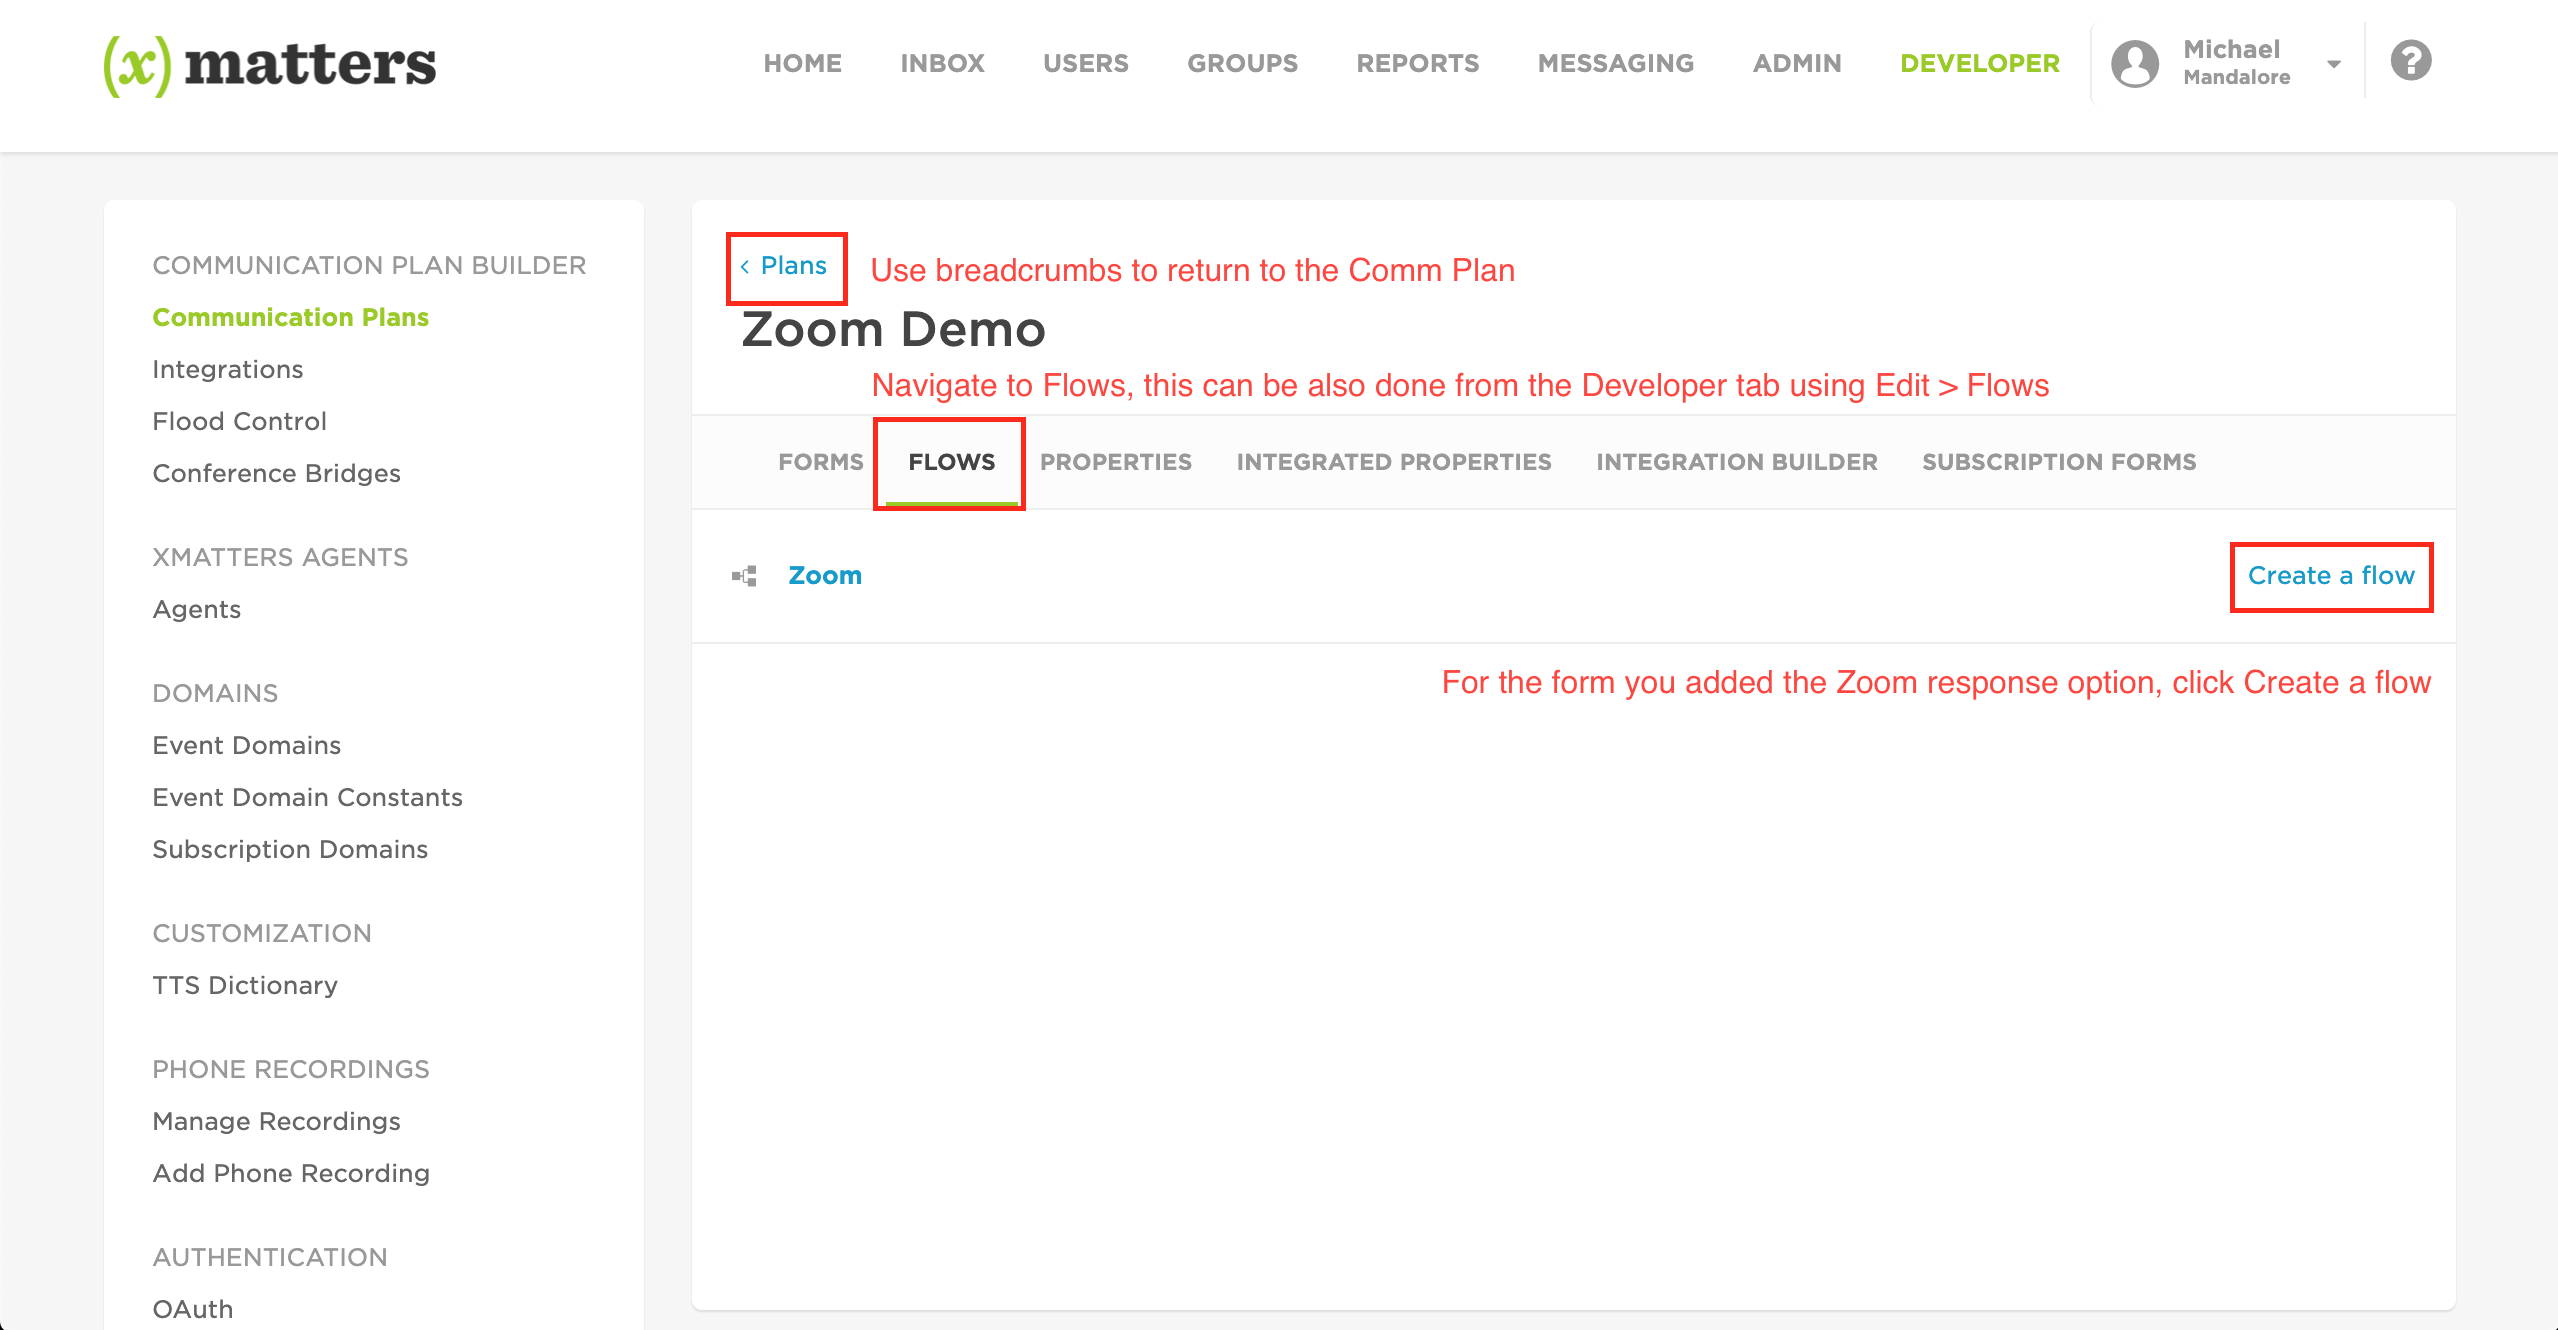 (x) matters
HOME INBOX USERS GROUPS REPORTS MESSAGING ADMIN DEVELOPER
Michael
Mandalore
?
COMMUNICATION PLAN BUILDER
Communication Plans
Integrations
Flood Control
Conference Bridges
XMATTERS AGENTS
Agents
DOMAINS
Event Domains
Event Domain Constants
Subscription Domains
CUSTOMIZATION
TTS Dictionary
PHONE RECORDINGS
Manage Recordings
Add Phone Recording
AUTHENTICATION
OAuth
< Plans
Use breadcrumbs to return to the Comm Plan
Zoom Demo
Navigate to Flows, this can be also done from the Developer tab using Edit > Flows
FORMS FLOWS PROPERTIES INTEGRATED PROPERTIES INTEGRATION BUILDER SUBSCRIPTION FORMS
Zoom Create a flow
For the form you added the Zoom response option, click Create a flow